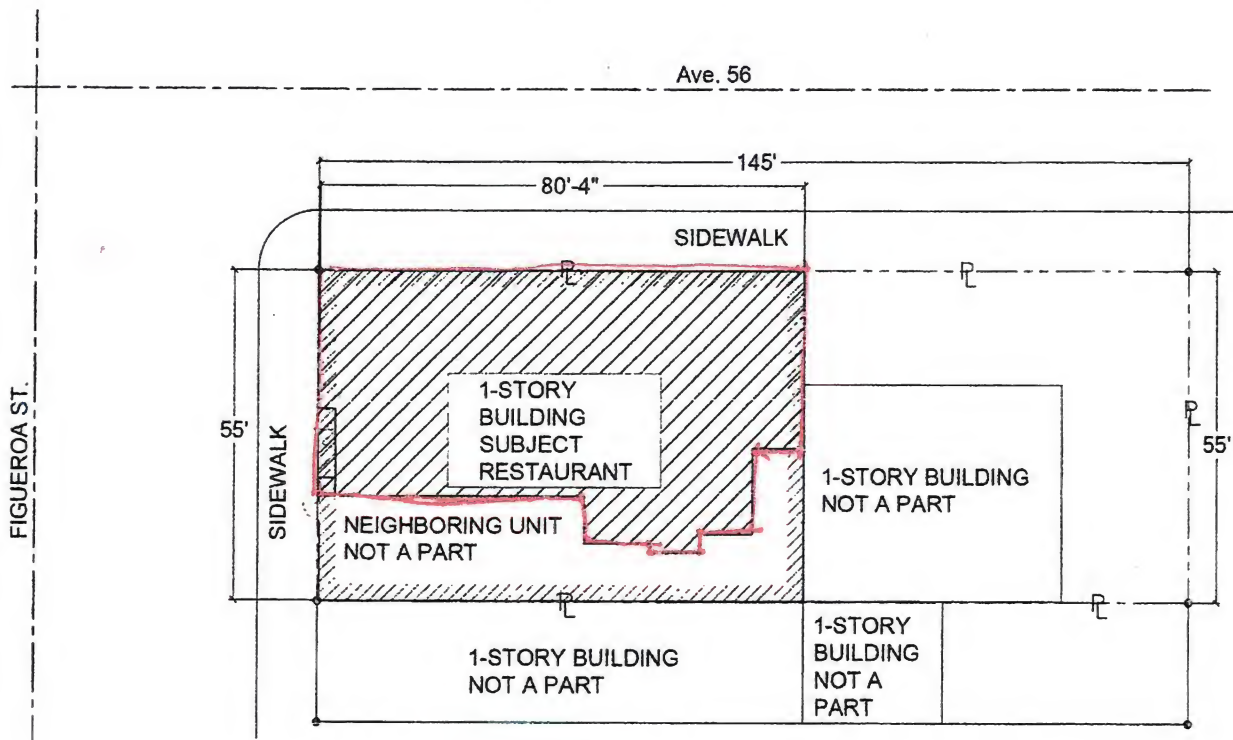 Ave. 56
145'
80'-4"
SIDEWALK
PL
PL
1-STORY
BUILDING
SUBJECT
RESTAURANT
55'
SIDEWALK
FIGUEROA ST.
PL
55'
1-STORY BUILDING
NOT A PART
NEIGHBORING UNIT
NOT A PART
PL
PL
1-STORY BUILDING
NOT A PART
1-STORY
BUILDING
NOT A
PART